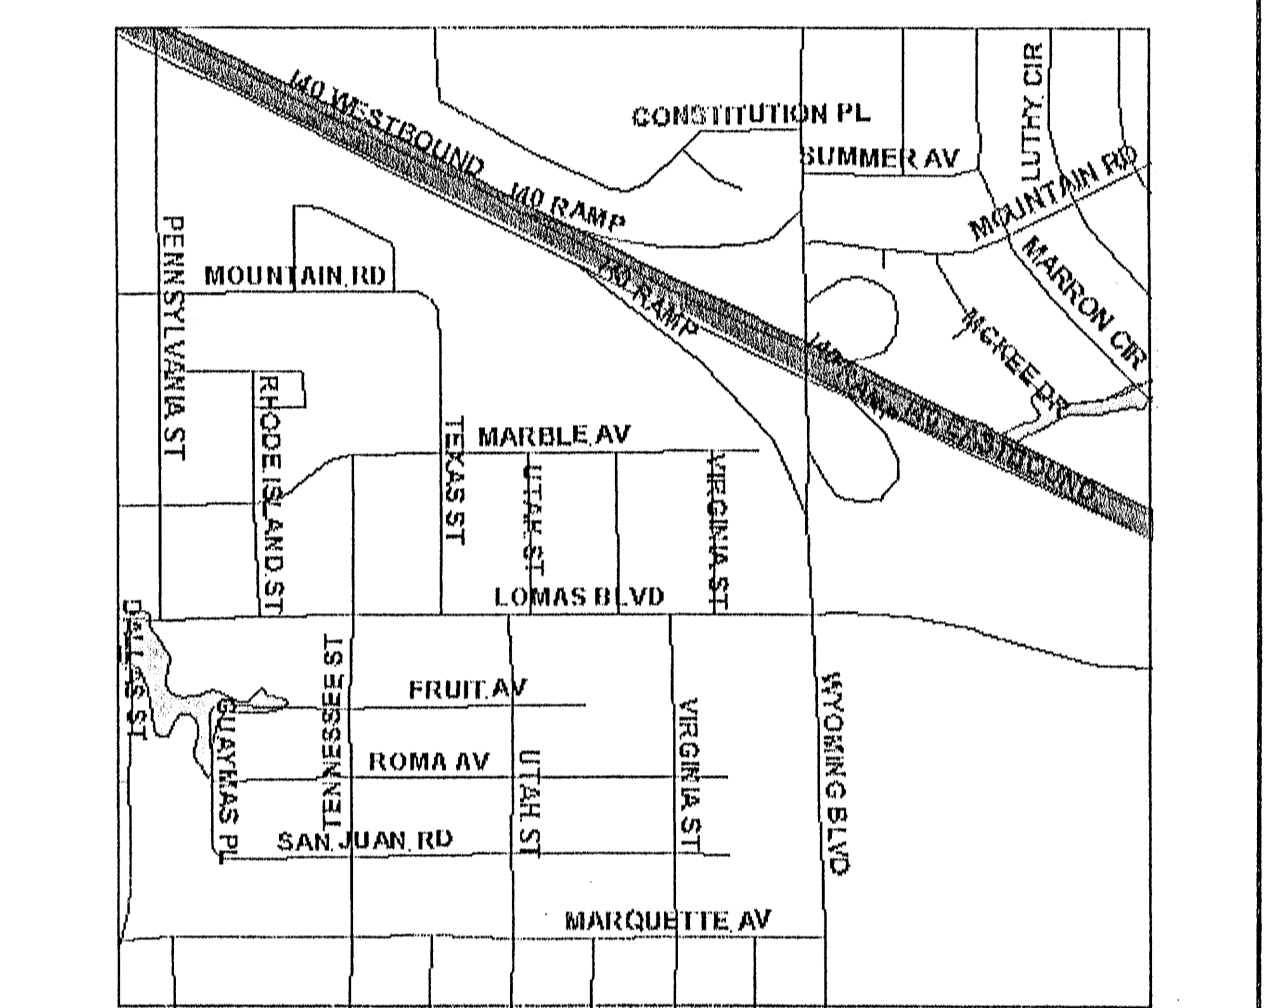 I40 WESTBOUND
CONSTITUTION PL
LUTHY CIR
SUMMER AV
MOUNTAIN RD
I40 RAMP
PENNSYLVANIA ST
MOUNTAIN RD
RAMP
MARRON CIR
MCKEE DR
RHODE ISLAND ST
TEXAS ST
MARBLE AV
UTAH ST
VIRGINIA ST
I40 EASTBOUND
LOMAS BLVD
ST
TENNESSEE ST
FRUIT AV
GUAYMAS PL
ROMA AV
UTAH ST
VIRGINIA ST
WYOMING BLVD
SAN JUAN RD
MARQUETTE AV